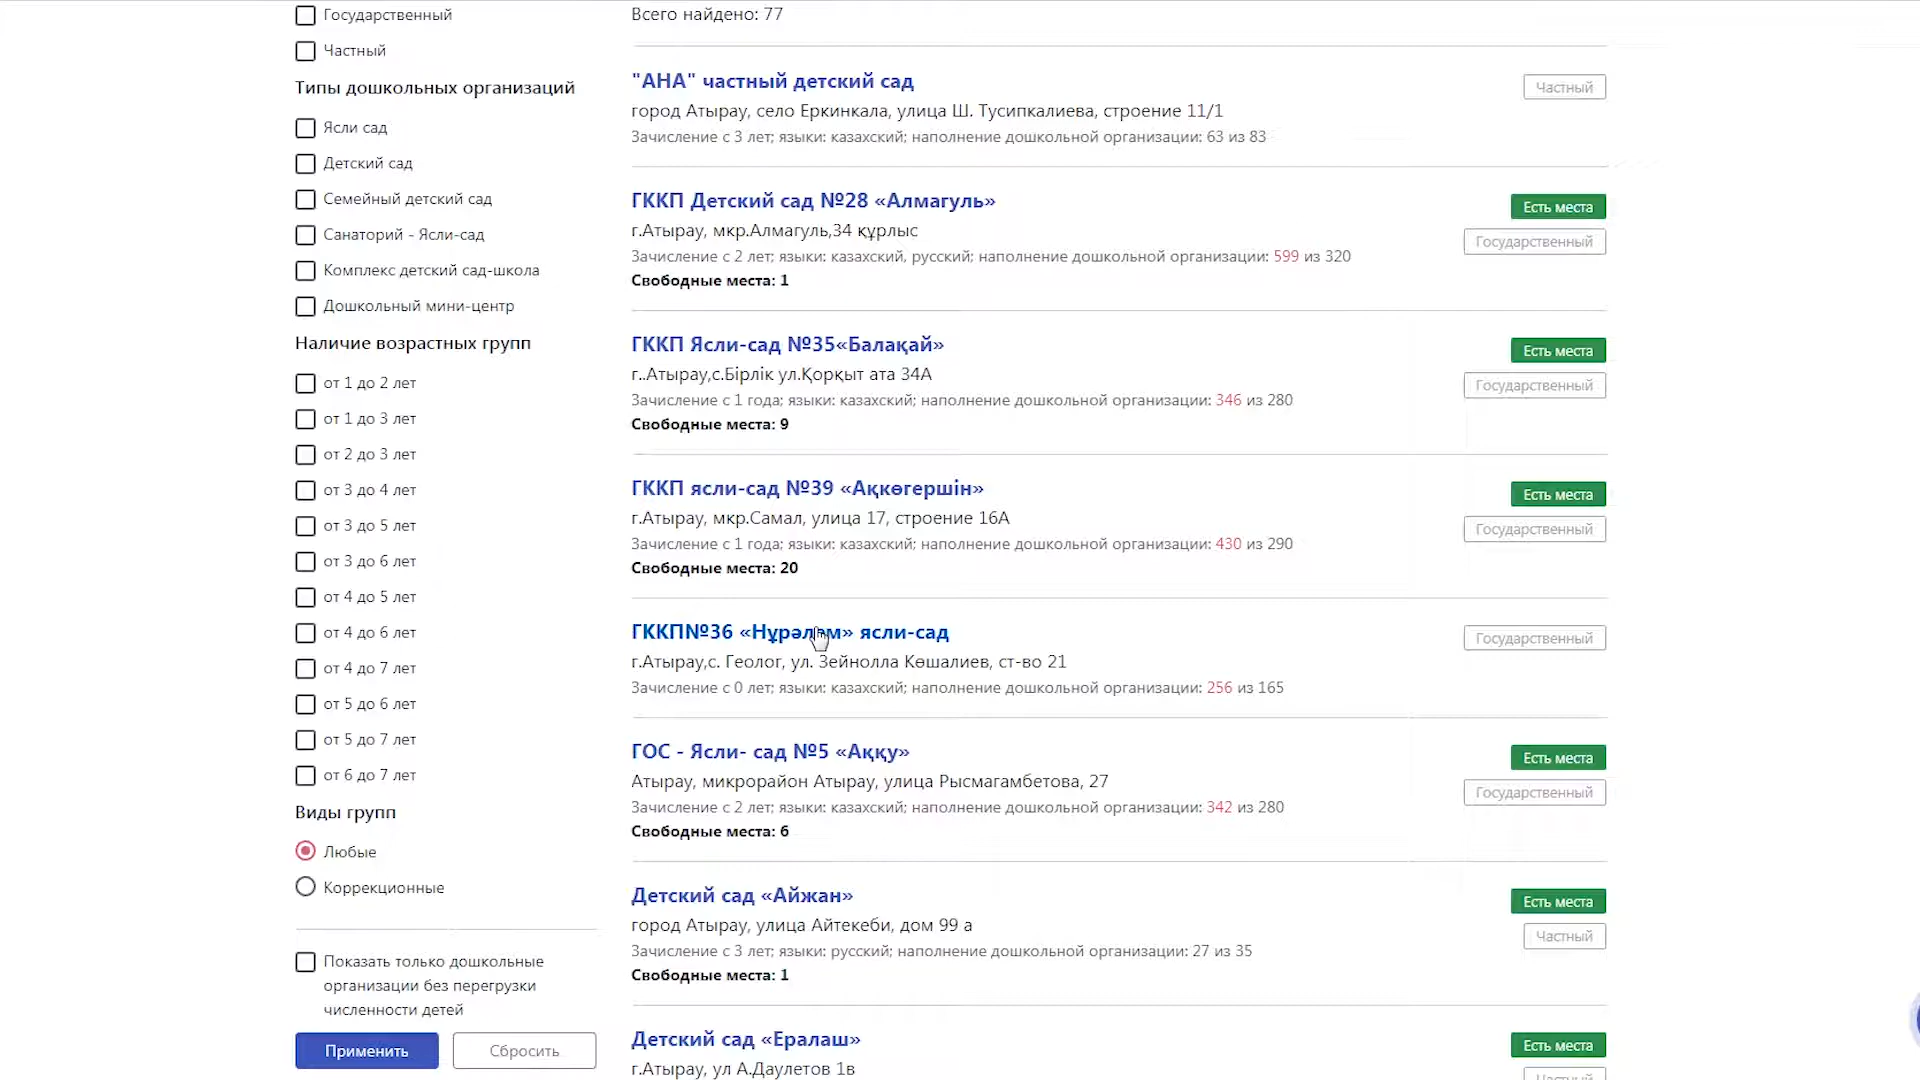 Государственный
Частный
Типы дошкольных организаций
Ясли сад
Детский сад
Семейный детский сад
Санаторий - Ясли-сад
Комплекс детский сад-школа
Дошкольный мини-центр
Наличие возрастных групп
от 1 до 2 лет
от 1 до 3 лет
от 2 до 3 лет
от 3 до 4 лет
от 3 до 5 лет
от 3 до 6 лет
от 4 до 5 лет
от 4 до 6 лет
от 4 до 7 лет
от 5 до 6 лет
от 5 до 7 лет
от 6 до 7 лет
Виды групп
Любые
Коррекционные
Показать только дошкольные
организации без перегрузки
численности детей
Применить
Сбросить
Всего найдено: 77
"АНА" частный детский сад
Частный
город Атырау, село Еркинкала, улица Ш. Тусипкалиева, строение 11/1
Зачисление с 3 лет; языки: казахский; наполнение дошкольной организации: 63 из 83
ГККП Детский сад №28 «Алмагуль»
Есть места
г.Атырау, мкр.Алмагуль,34 құрлыс
Государственный
Зачисление с 2 лет; языки: казахский, русский; наполнение дошкольной организации: 599 из 320
Свободные места: 1
ГККП Ясли-сад №35«Балақай»
Есть места
г..Атырау,с.Бірлік ул.Қорқыт ата 34А
Государственный
Зачисление с 1 года; языки: казахский; наполнение дошкольной организации: 346 из 280
Свободные места: 9
ГККП ясли-сад №39 «Ақкөгершін»
Есть места
г.Атырау, мкр.Самал, улица 17, строение 16А
Государственный
Зачисление с 1 года; языки: казахский; наполнение дошкольной организации: 430 из 290
Свободные места: 20
ГККП№36 «Нұрәлем» ясли-сад
Государственный
г.Атырау,с. Геолог, ул. Зейнолла Көшалиев, ст-во 21
Зачисление с 0 лет; языки: казахский; наполнение дошкольной организации: 256 из 165
ГОС - Ясли- сад №5 «Аққу»
Есть места
Атырау, микрорайон Атырау, улица Рысмагамбетова, 27
Государственный
Зачисление с 2 лет; языки: казахский; наполнение дошкольной организации: 342 из 280
Свободные места: 6
Детский сад «Айжан»
Есть места
город Атырау, улица Айтекеби, дом 99 а
Частный
Зачисление с 3 лет; языки: русский; наполнение дошкольной организации: 27 из 35
Свободные места: 1
Детский сад «Ералаш»
Есть места
г.Атырау, ул А.Даулетов 1в
Частный